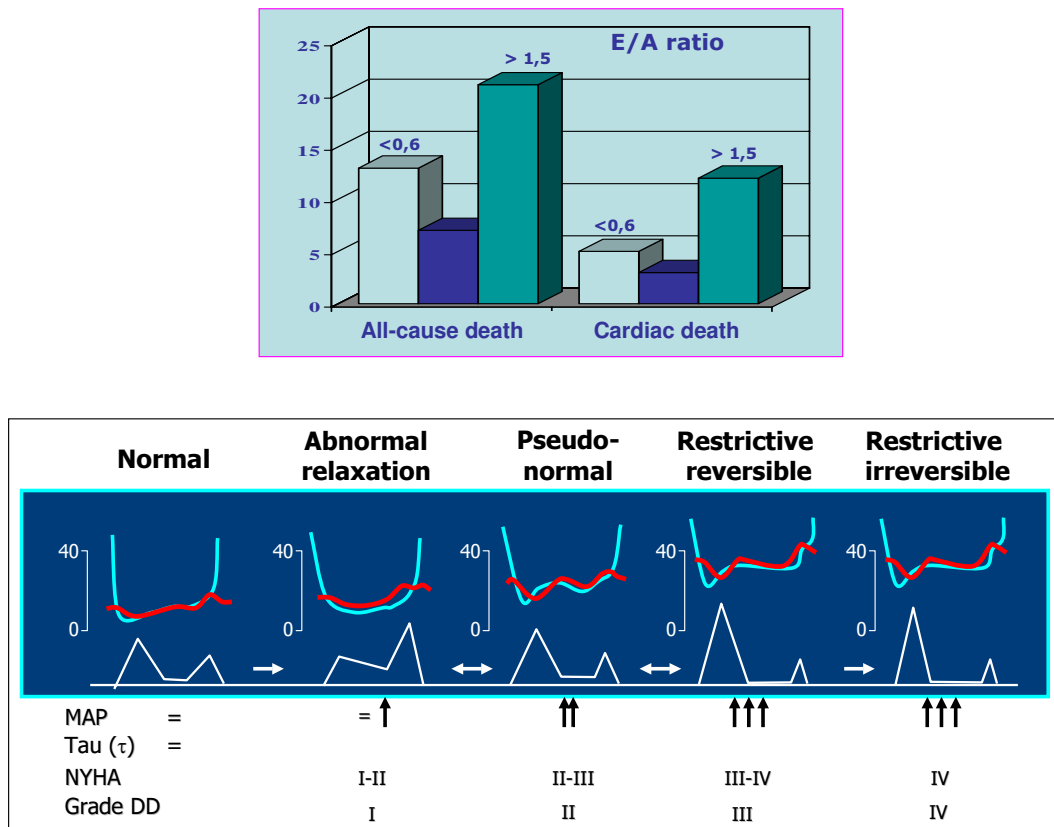 E/A ratio
25
20
15
10
5
0
<0,6
> 1,5
<0,6
> 1,5
All-cause death
Cardiac death
Normal
Abnormal
relaxation
Pseudo-
normal
Restrictive
reversible
Restrictive
irreversible
40
0
40
0
40
0
40
0
40
0
MAP = =
Tau (τ) =
NYHA I-II II-III III-IV IV
Grade DD I II III IV